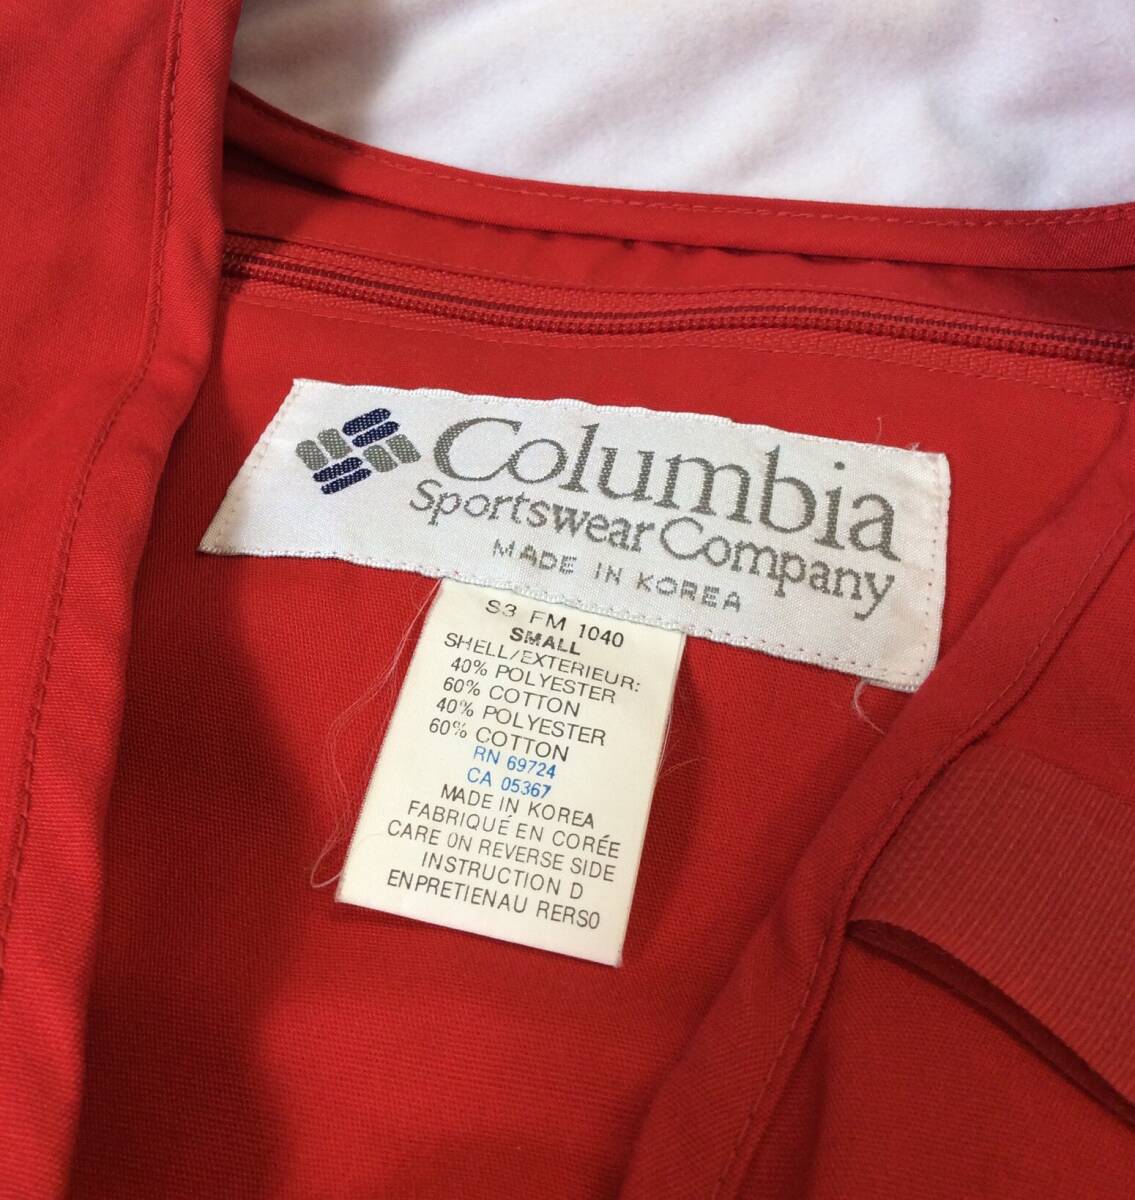 Columbia
Sportswear Company
MADE IN KOREA
S3 FM 1040
SMALL
SHELL/EXTERIEUR:
40% POLYESTER
60% COTTON
40% POLYESTER
60% COTTON
RN 69724
CA 05367
MADE IN KOREA
FABRIQUÉ EN CORÉE
CARE ON REVERSE SIDE
INSTRUCTION D
ENPRETIENAU RERSO